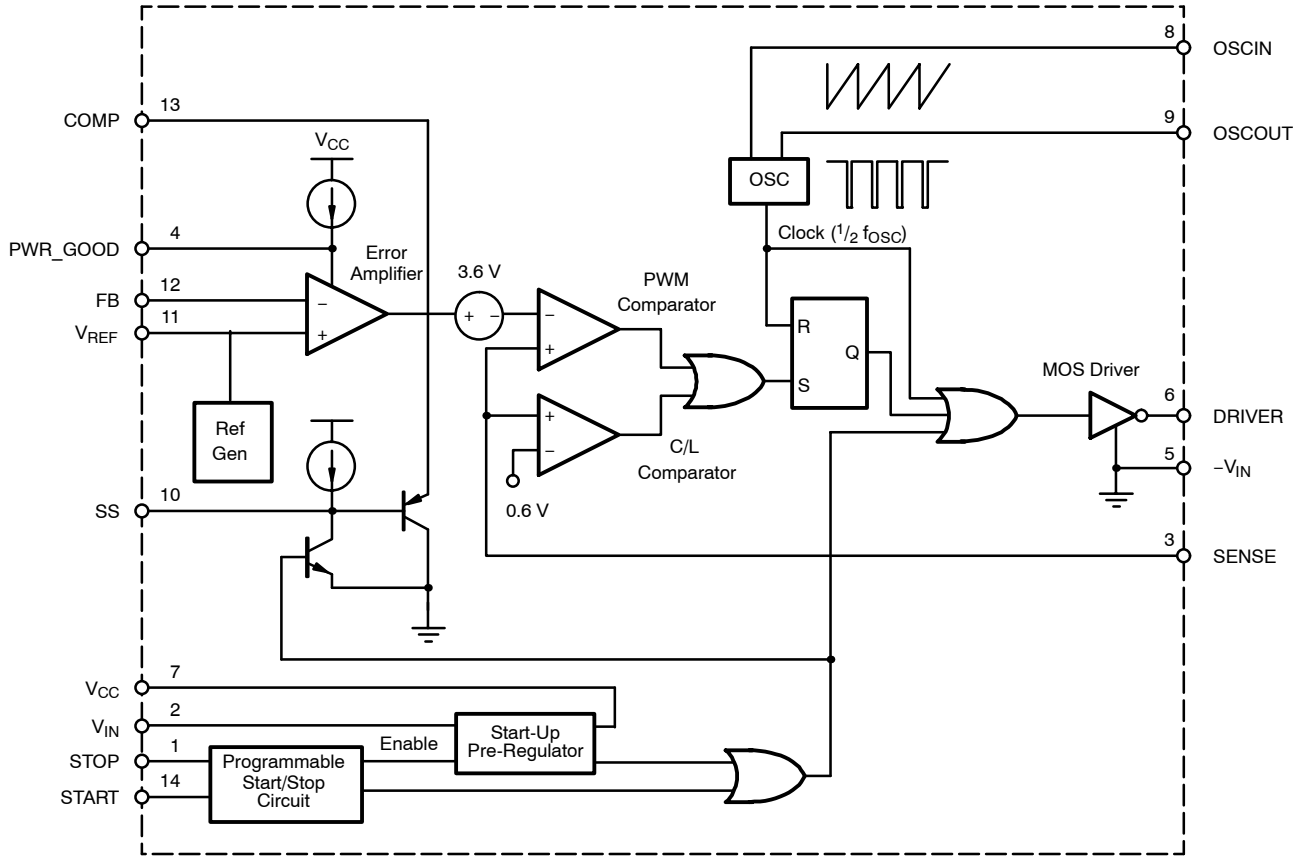 8
OSCIN
13
COMP
9
OSCOUT
VCC
OSC
Clock (1/2 fOSC)
4
PWR_GOOD
Error
Amplifier
3.6 V
PWM
Comparator
12
FB
−
−
+ −
11
VREF
+
+
R
Q
S
MOS Driver
6
DRIVER
Ref
Gen
+
−
C/L
Comparator
5
−VIN
10
SS
0.6 V
3
SENSE
7
VCC
2
VIN
Start-Up
Pre-Regulator
1
STOP
Enable
Programmable
Start/Stop
Circuit
14
START